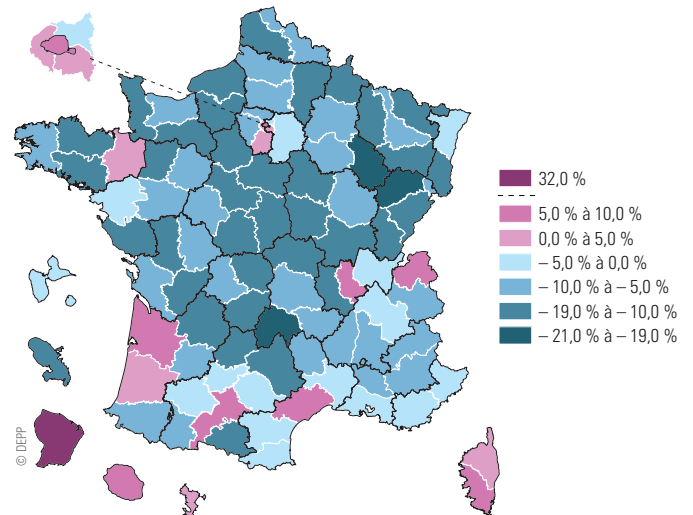 32,0 %
5,0 % à 10,0 %
0,0 % à 5,0 %
– 5,0 % à 0,0 %
– 10,0 % à – 5,0 %
– 19,0 % à – 10,0 %
– 21,0 % à – 19,0 %
© DEPP